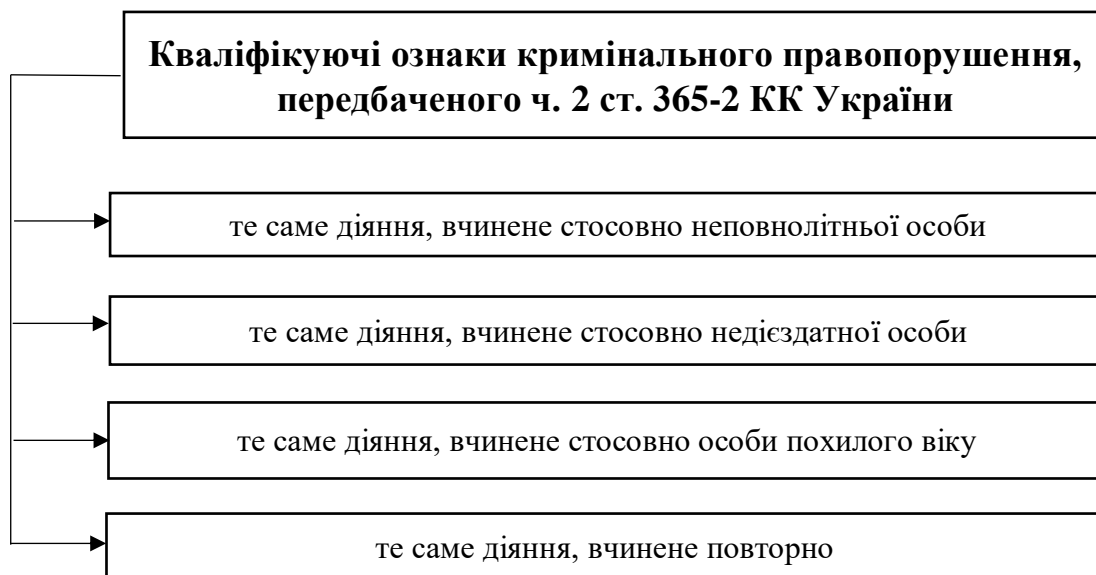 Кваліфікуючі ознаки кримінального правопорушення,
передбаченого ч. 2 ст. 365-2 КК України
те саме діяння, вчинене стосовно неповнолітньої особи
те саме діяння, вчинене стосовно недієздатної особи
те саме діяння, вчинене стосовно особи похилого віку
те саме діяння, вчинене повторно